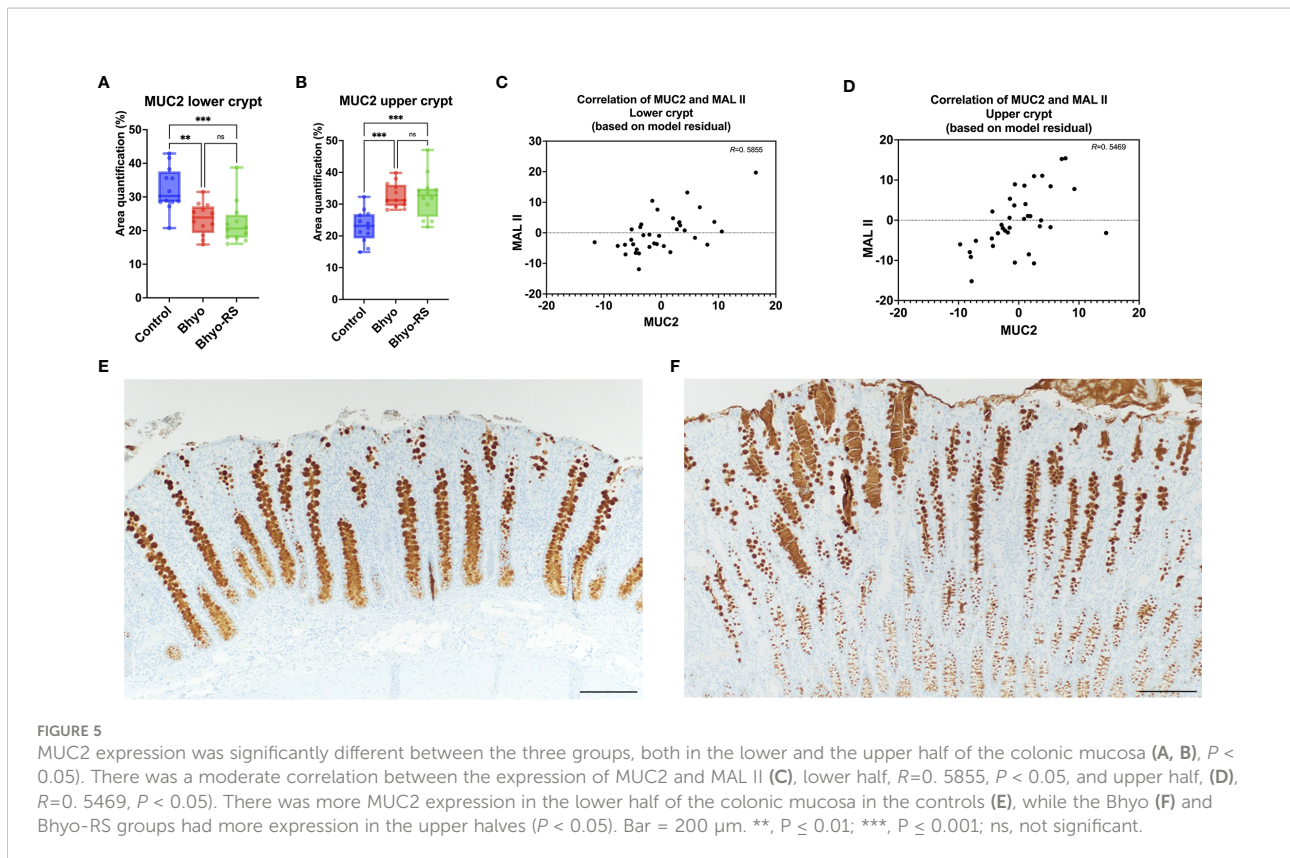 A
MUC2 lower crypt
Area quantification (%)
50
40
30
20
10
0
***
**
ns
Control
Bhyo
Bhyo-RS
B
MUC2 upper crypt
Area quantification (%)
50
40
30
20
10
0
***
***
ns
Control
Bhyo
Bhyo-RS
C
Correlation of MUC2 and MAL II
Lower crypt
(based on model residual)
R=0. 5855
MAL II
30
20
10
0
-10
-20
-20
-10
0
10
20
MUC2
D
Correlation of MUC2 and MAL II
Upper crypt
(based on model residual)
R=0. 5469
MAL II
20
10
0
-10
-20
-20
-10
0
10
20
MUC2
E
F
FIGURE 5
MUC2 expression was significantly different between the three groups, both in the lower and the upper half of the colonic mucosa (A, B), P <
0.05). There was a moderate correlation between the expression of MUC2 and MAL II (C), lower half, R=0. 5855, P < 0.05, and upper half, (D),
R=0. 5469, P < 0.05). There was more MUC2 expression in the lower half of the colonic mucosa in the controls (E), while the Bhyo (F) and
Bhyo-RS groups had more expression in the upper halves (P < 0.05). Bar = 200 µm. **, P ≤ 0.01; ***, P ≤ 0.001; ns, not significant.